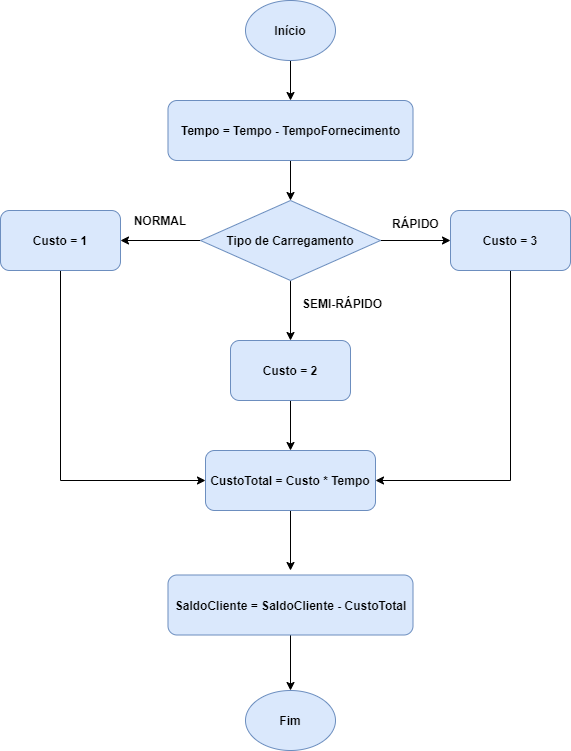 Início
Tempo = Tempo - TempoFornecimento
NORMAL
RÁPIDO
Custo = 1
Tipo de Carregamento
Custo = 3
SEMI-RÁPIDO
Custo = 2
CustoTotal = Custo * Tempo
SaldoCliente = SaldoCliente - CustoTotal
Fim